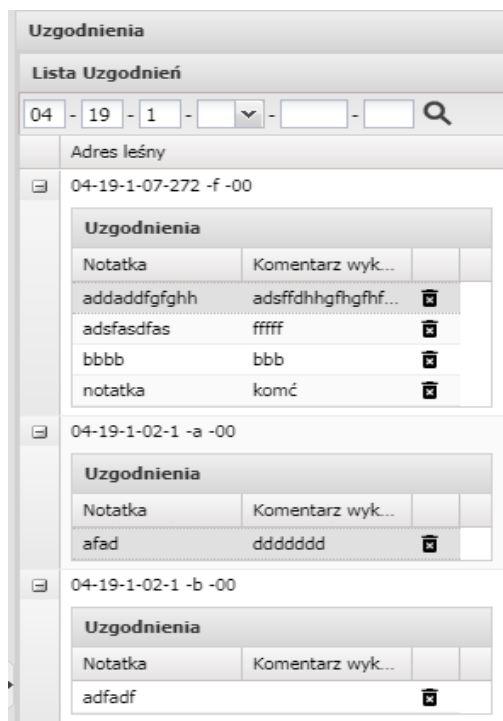 Uzgodnienia
Lista Uzgodnień
04 - 19 - 1 - - -
Adres leśny
04-19-1-07-272 -f -00
Uzgodnienia
Notatka Komentarz wyk...
addaddfgfghh adsffdhhgfhgfhf...
adsfasdfas fffff
bbbb bbb
notatka komć
04-19-1-02-1 -a -00
Uzgodnienia
Notatka Komentarz wyk...
afad ddddddd
04-19-1-02-1 -b -00
Uzgodnienia
Notatka Komentarz wyk...
adfadf